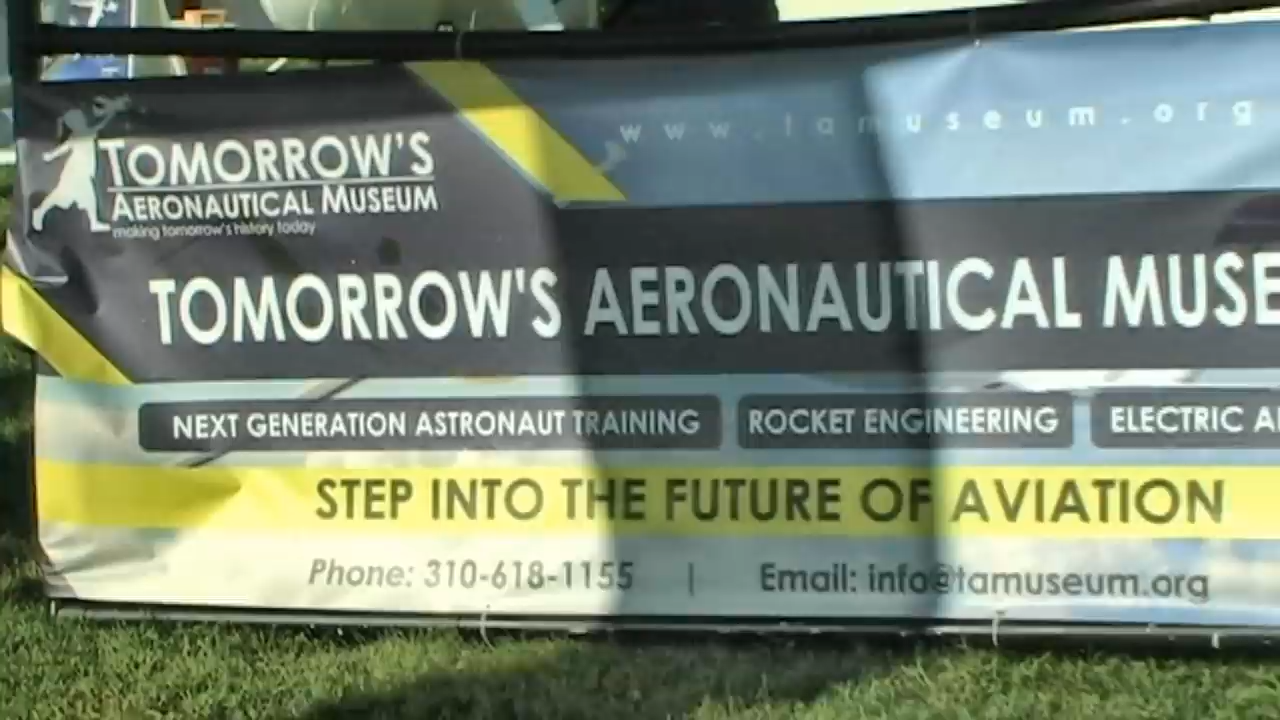 www.tamuseum.org
TOMORROW'S
AERONAUTICAL MUSEUM
making tomorrow's history today
TOMORROW'S AERONAUTICAL MUSE
NEXT GENERATION ASTRONAUT TRAINING ROCKET ENGINEERING ELECTRIC A
STEP INTO THE FUTURE OF AVIATION
Phone: 310-618-1155 | Email: info@tamuseum.org